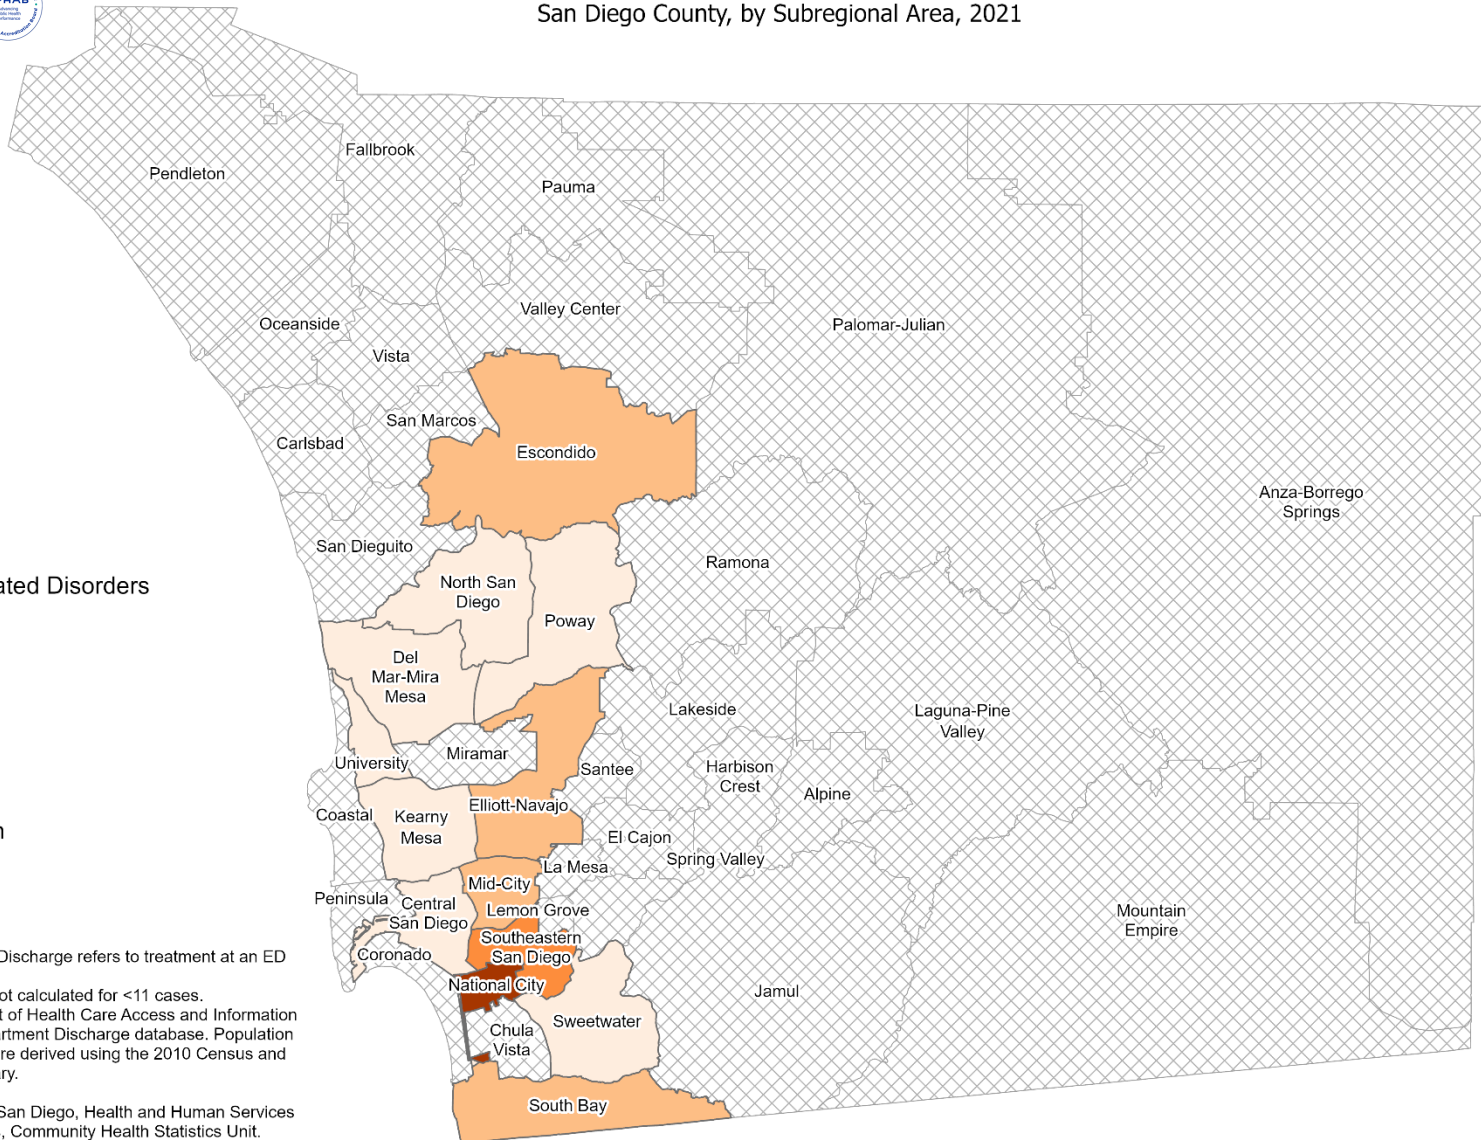 San Diego County, by Subregional Area, 2021
Fallbrook
Pendleton
Pauma
Valley Center
Oceanside
Palomar-Julian
Vista
San Marcos
Carlsbad
Escondido
Anza-Borrego
Springs
San Dieguito
Ramona
North San
Diego
ated Disorders
Poway
Del
Mar-Mira
Mesa
Lakeside
Laguna-Pine
Valley
Miramar
University
Santee
Harbison
Crest
Alpine
Elliott-Navajo
Coastal
Kearny
Mesa
El Cajon
Spring Valley
La Mesa
Mid-City
Peninsula
Central
San Diego
Lemon Grove
Mountain
Empire
Southeastern
San Diego
Coronado
National City
Jamul
Sweetwater
Chula
Vista
South Bay
n
Discharge refers to treatment at an ED
ot calculated for <11 cases.
t of Health Care Access and Information
artment Discharge database. Population
re derived using the 2010 Census and
ry.
San Diego, Health and Human Services
, Community Health Statistics Unit.